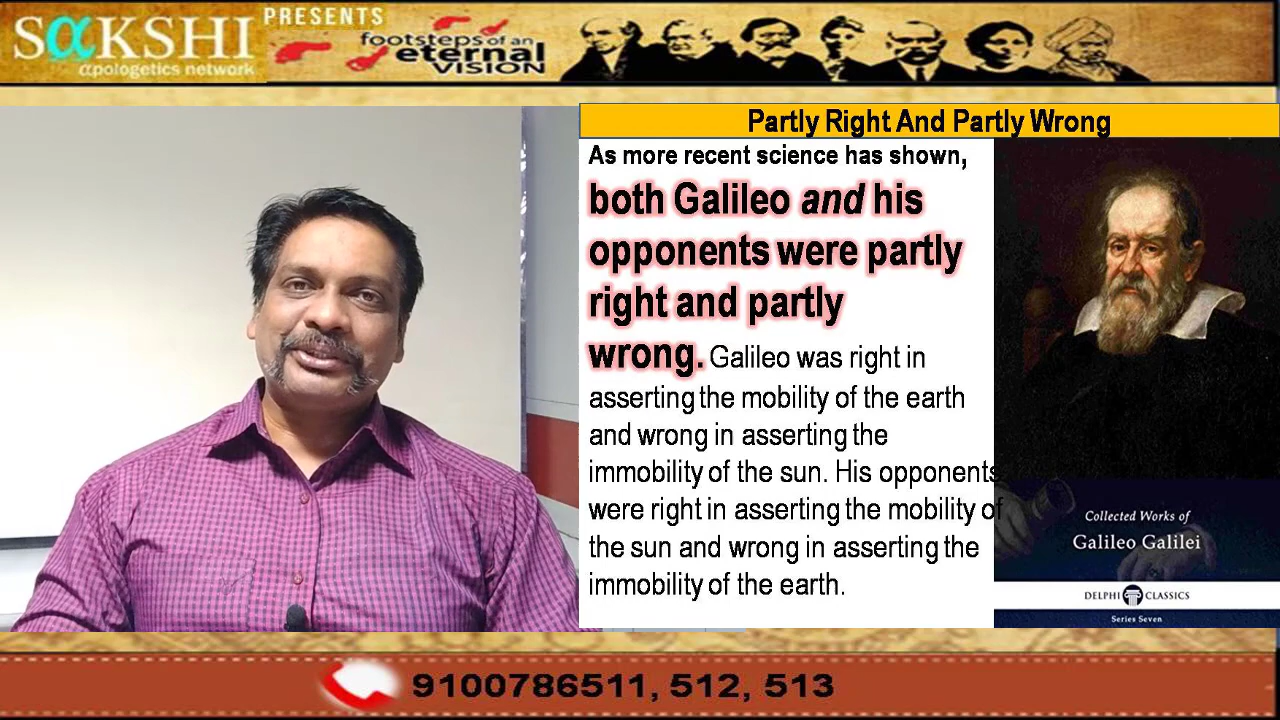 SαKSHI
αpologetics network
PRESENTS
footsteps of an
eternal
VISION
Partly Right And Partly Wrong
As more recent science has shown,
both Galileo and his
opponents were partly
right and partly
wrong. Galileo was right in
asserting the mobility of the earth
and wrong in asserting the
immobility of the sun. His opponents
were right in asserting the mobility of
the sun and wrong in asserting the
immobility of the earth.
Collected Works of
Galileo Galilei
DELPHI CLASSICS
Series Seven
9100786511, 512, 513